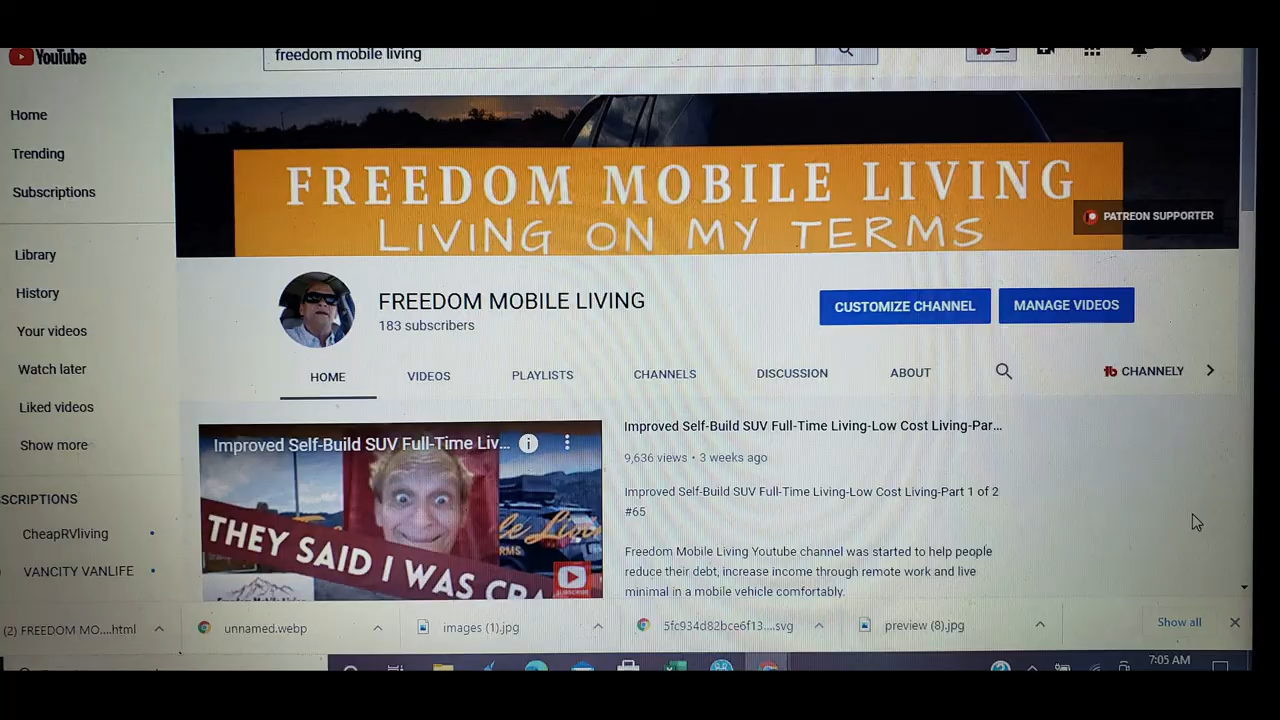 YouTube
freedom mobile living
Home
Trending
Subscriptions
Library
History
Your videos
Watch later
Liked videos
Show more
SCRIPTIONS
CheapRVliving
VANCITY VANLIFE
FREEDOM MOBILE LIVING
LIVING ON MY TERMS
PATREON SUPPORTER
FREEDOM MOBILE LIVING
183 subscribers
CUSTOMIZE CHANNEL
MANAGE VIDEOS
HOME
VIDEOS
PLAYLISTS
CHANNELS
DISCUSSION
ABOUT
CHANNELY
Improved Self-Build SUV Full-Time Liv...
THEY SAID I WAS CRA
SUBSCRIBE
Improved Self-Build SUV Full-Time Living-Low Cost Living-Par...
9,636 views • 3 weeks ago
Improved Self-Build SUV Full-Time Living-Low Cost Living-Part 1 of 2
#65
Freedom Mobile Living Youtube channel was started to help people
reduce their debt, increase income through remote work and live
minimal in a mobile vehicle comfortably.
(2) FREEDOM MO....html
unnamed.webp
images (1).jpg
5fc934d82bce6f13....svg
preview (8).jpg
Show all
7:05 AM